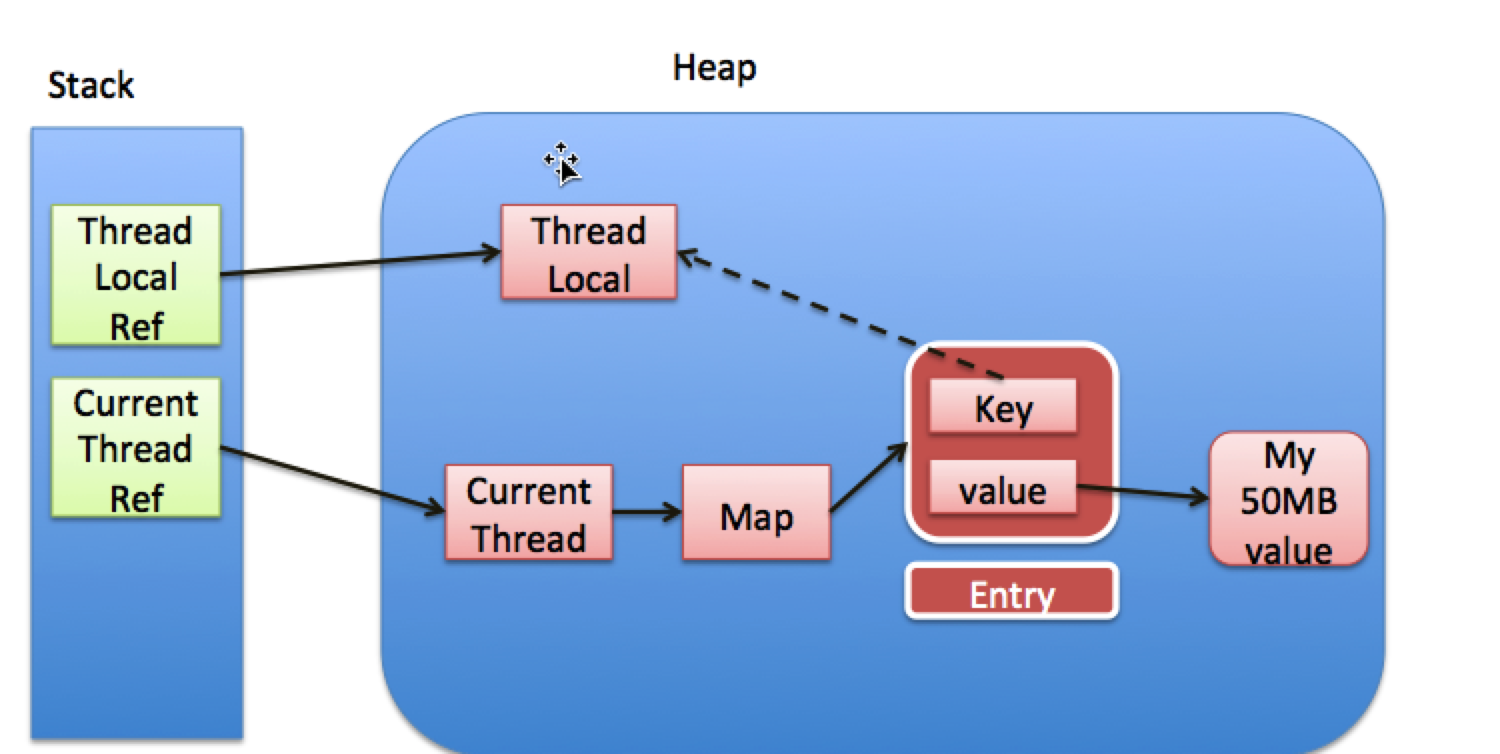 Stack
Heap
Thread
Local
Ref
Thread
Local
Current
Thread
Ref
Key
value
Current
Thread
Map
My
50MB
value
Entry